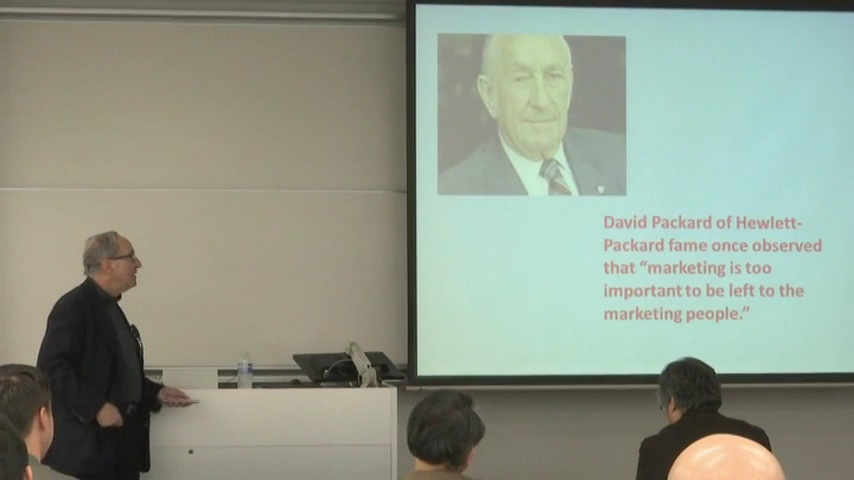 David Packard of Hewlett-
Packard fame once observed
that “marketing is too
important to be left to the
marketing people.”